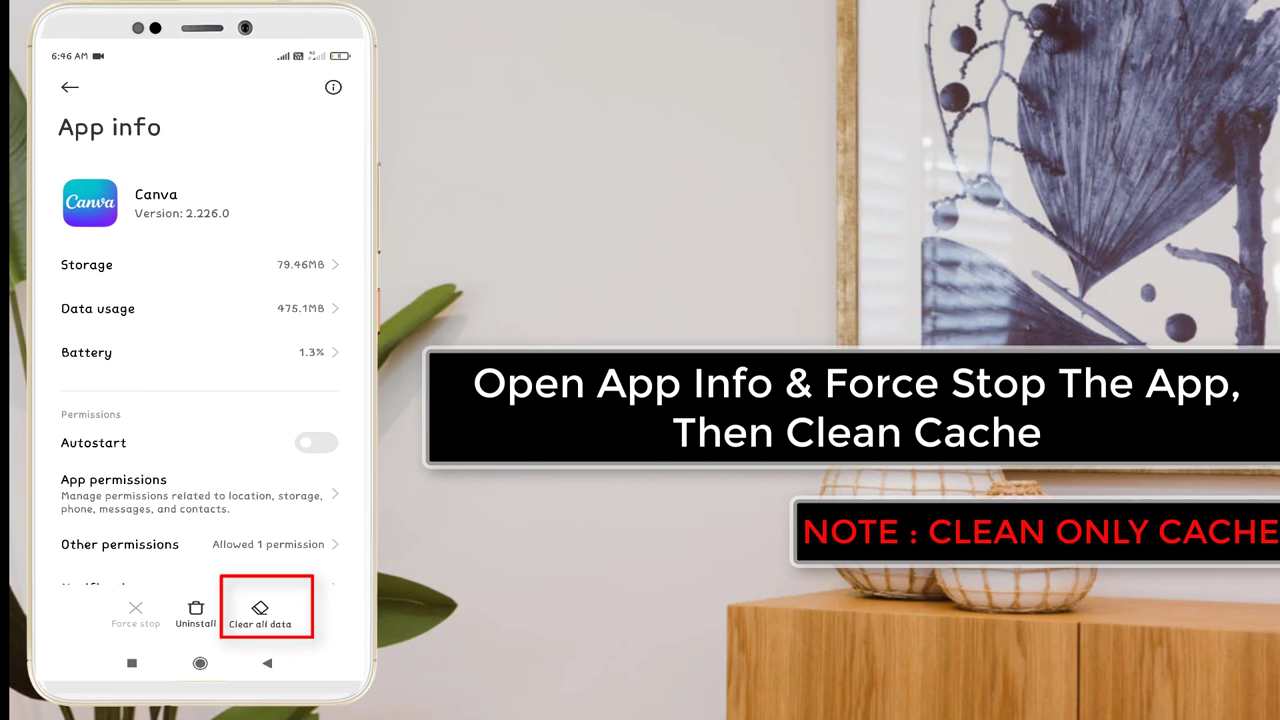 6:46 AM
App info
Canva
Canva
Version: 2.226.0
Storage 79.46MB
Data usage 475.1MB
Battery 1.3%
Permissions
Autostart
App permissions
Manage permissions related to location, storage,
phone, messages, and contacts.
Other permissions Allowed 1 permission
Force stop Uninstall Clear all data
Open App Info & Force Stop The App,
Then Clean Cache
NOTE : CLEAN ONLY CACHE